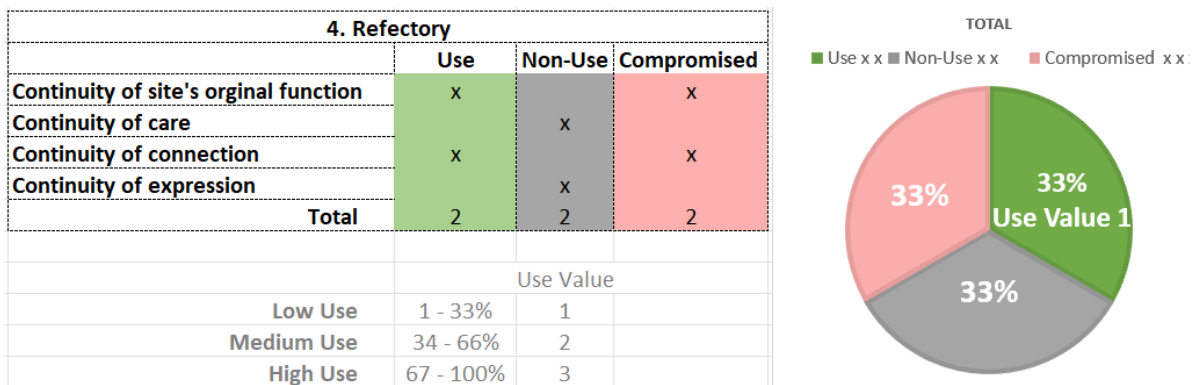 4. Refectory
Use Non-Use Compromised
Continuity of site's orginal function x x
Continuity of care x
Continuity of connection x x
Continuity of expression x
Total 2 2 2
Use Value
Low Use 1 - 33% 1
Medium Use 34 - 66% 2
High Use 67 - 100% 3
TOTAL
Use x x Non-Use x x Compromised x x
33%
33%
Use Value 1
33%